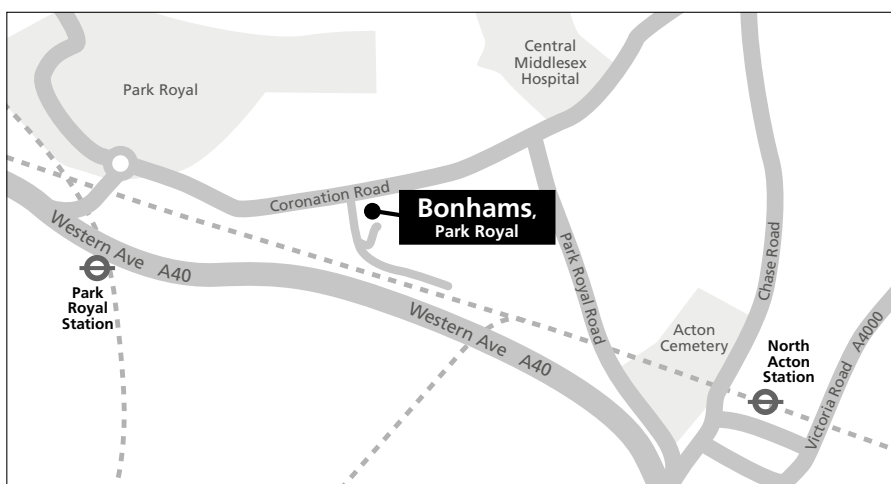 Central
Middlesex
Hospital
Park Royal
Coronation Road
Bonhams,
Park Royal
Western Ave A40
Park
Royal
Station
Park Royal Road
Chase Road
Western Ave A40
Acton
Cemetery
North
Acton
Station
Victoria Road A4000